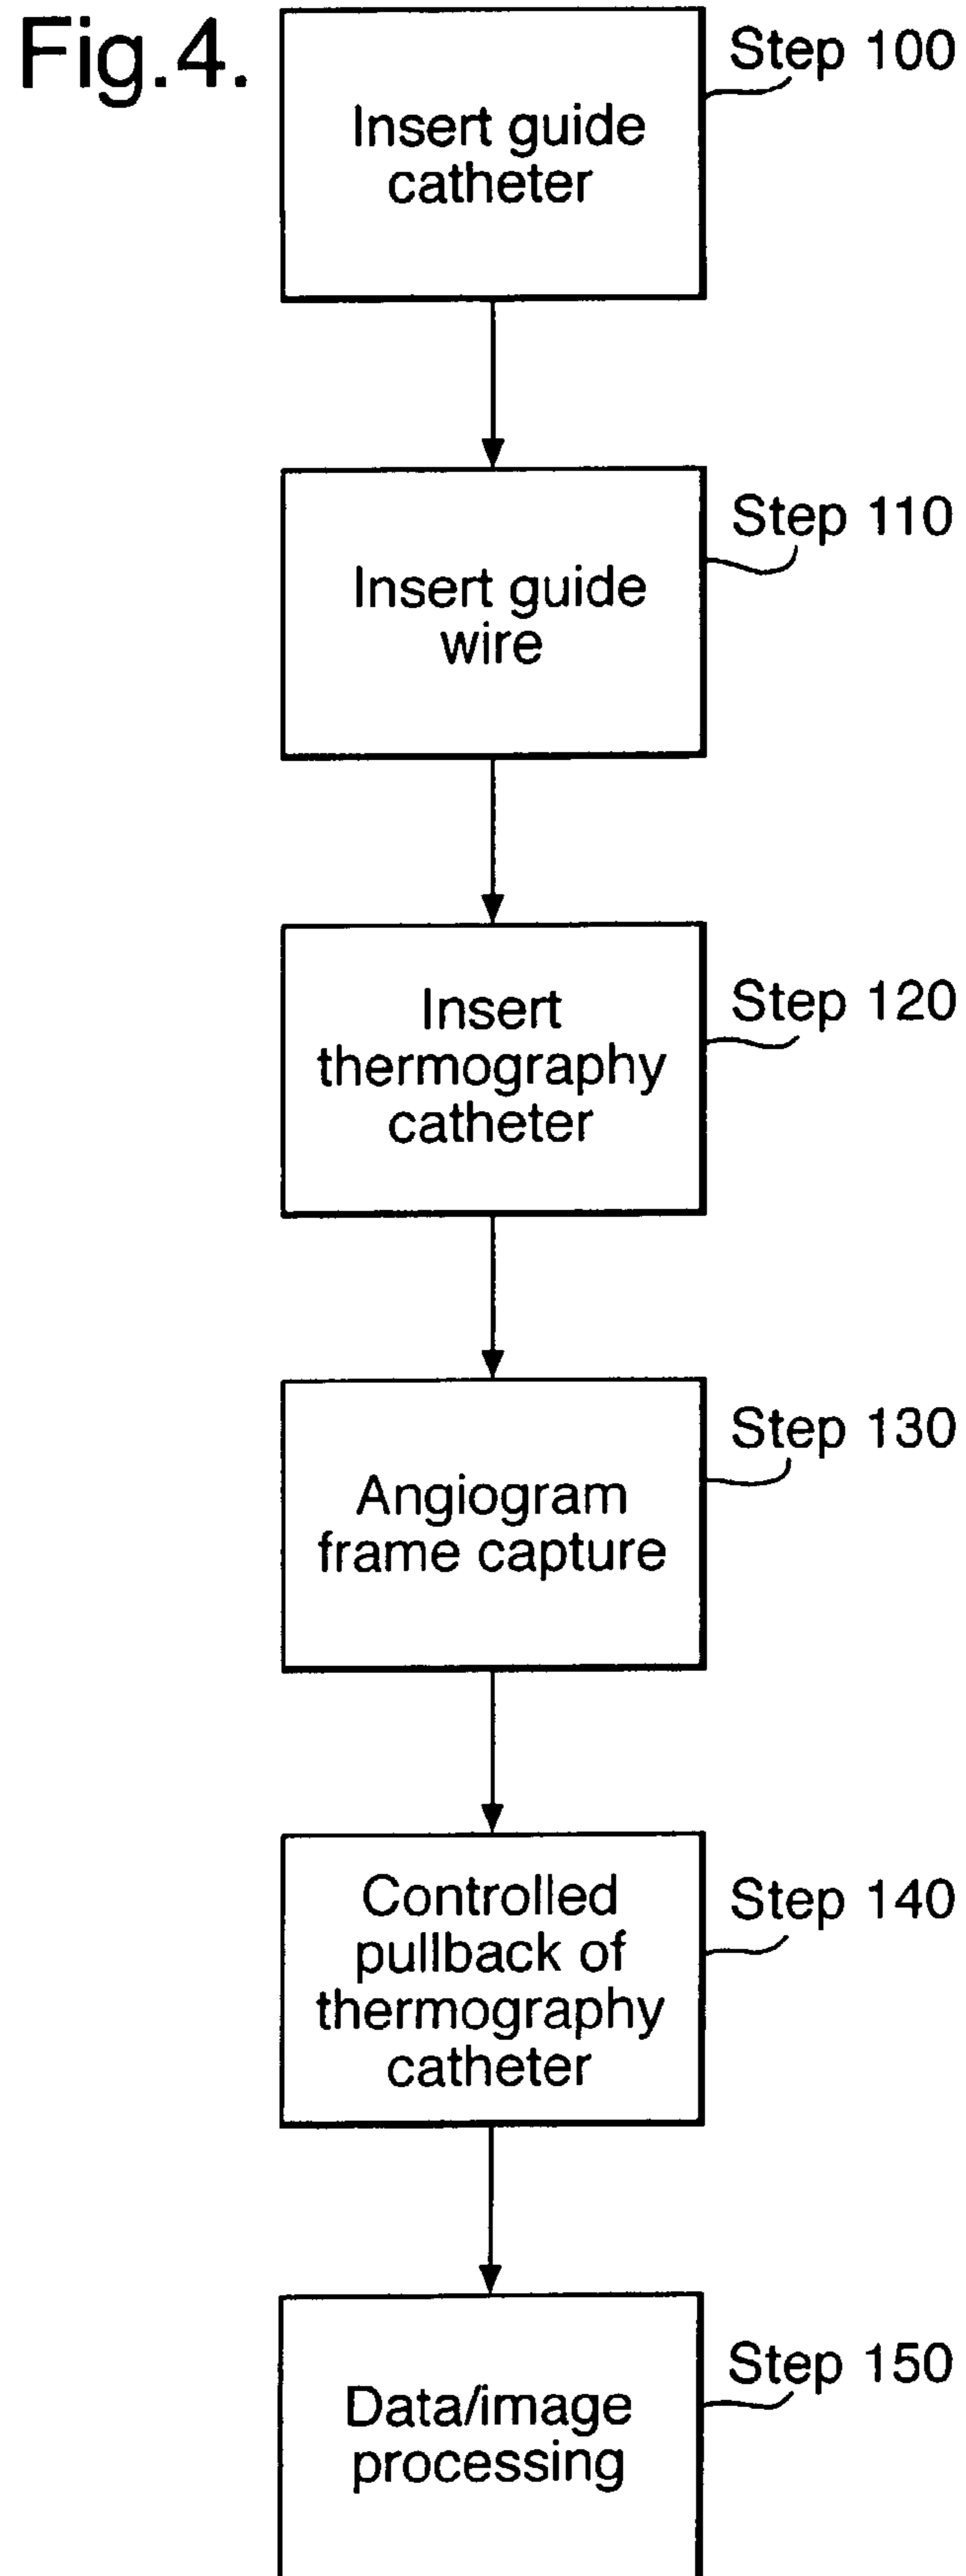 Fig.4.
Step 100
Insert guide
catheter
Step 110
Insert guide
wire
Step 120
Insert
thermography
catheter
Step 130
Angiogram
frame capture
Step 140
Controlled
pullback of
thermography
catheter
Step 150
Data/image
processing